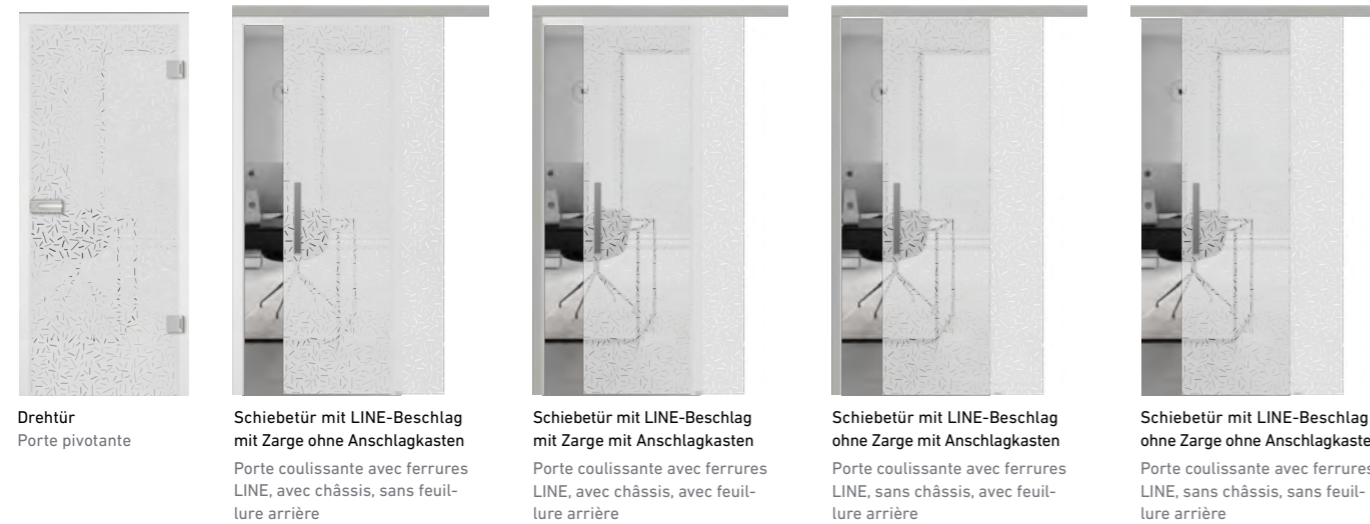 Drehtür
Porte pivotante
Schiebetür mit LINE-Beschlag
mit Zarge ohne Anschlagkasten
Porte coulissante avec ferrures
LINE, avec châssis, sans feuil-
lure arrière
Schiebetür mit LINE-Beschlag
mit Zarge mit Anschlagkasten
Porte coulissante avec ferrures
LINE, avec châssis, avec feuil-
lure arrière
Schiebetür mit LINE-Beschlag
ohne Zarge mit Anschlagkasten
Porte coulissante avec ferrures
LINE, sans châssis, avec feuil-
lure arrière
Schiebetür mit LINE-Beschlag
ohne Zarge ohne Anschlagkaste
Porte coulissante avec ferrures
LINE, sans châssis, sans feuil-
lure arrière